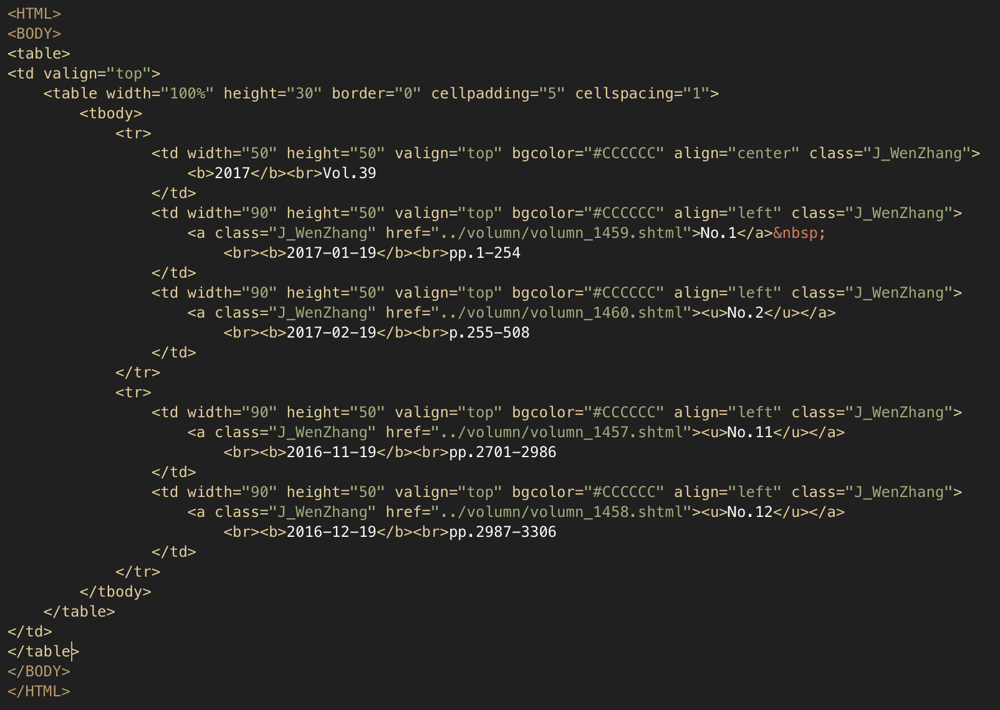 <HTML>
<BODY>
<table>
<td valign="top">
    <table width="100%" height="30" border="0" cellpadding="5" cellspacing="1">
        <tbody>
            <tr>
                <td width="50" height="50" valign="top" bgcolor="#CCCCCC" align="center" class="J_WenZhang">
                    <b>2017</b><br>Vol.39
                </td>
                <td width="90" height="50" valign="top" bgcolor="#CCCCCC" align="left" class="J_WenZhang">
                    <a class="J_WenZhang" href="../volumn/volumn_1459.shtml">No.1</a>&nbsp;
                        <br><b>2017-01-19</b><br>pp.1-254
                </td>
                <td width="90" height="50" valign="top" bgcolor="#CCCCCC" align="left" class="J_WenZhang">
                    <a class="J_WenZhang" href="../volumn/volumn_1460.shtml"><u>No.2</u></a>
                        <br><b>2017-02-19</b><br>p.255-508
                </td>
            </tr>
            <tr>
                <td width="90" height="50" valign="top" bgcolor="#CCCCCC" align="left" class="J_WenZhang">
                    <a class="J_WenZhang" href="../volumn/volumn_1457.shtml"><u>No.11</u></a>
                        <br><b>2016-11-19</b><br>pp.2701-2986
                </td>
                <td width="90" height="50" valign="top" bgcolor="#CCCCCC" align="left" class="J_WenZhang">
                    <a class="J_WenZhang" href="../volumn/volumn_1458.shtml"><u>No.12</u></a>
                        <br><b>2016-12-19</b><br>pp.2987-3306
                </td>
            </tr>
        </tbody>
    </table>
</td>
</table>
</BODY>
</HTML>